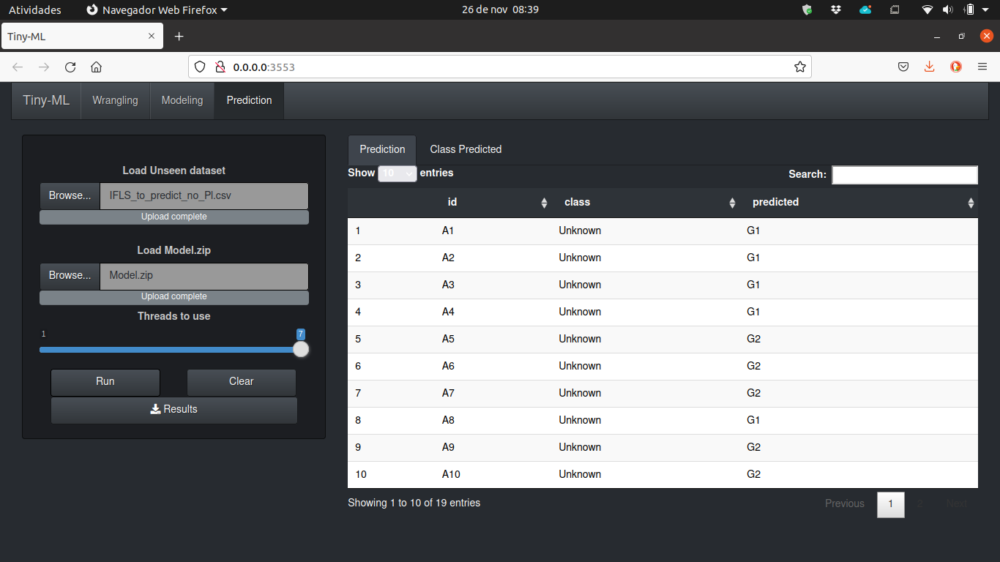 Atividades Navegador Web Firefox 26 de nov 08:39
Tiny-ML
0.0.0.0:3553
Tiny-ML Wrangling Modeling Prediction
Load Unseen dataset
Browse... IFLS_to_predict_no_Pl.csv
Upload complete
Load Model.zip
Browse... Model.zip
Upload complete
Threads to use
1 7
Run Clear
Results
Prediction Class Predicted
Show 10 entries Search:
id class predicted
1 A1 Unknown G1
2 A2 Unknown G1
3 A3 Unknown G1
4 A4 Unknown G1
5 A5 Unknown G2
6 A6 Unknown G2
7 A7 Unknown G2
8 A8 Unknown G1
9 A9 Unknown G2
10 A10 Unknown G2
Showing 1 to 10 of 19 entries Previous 1 2 Next